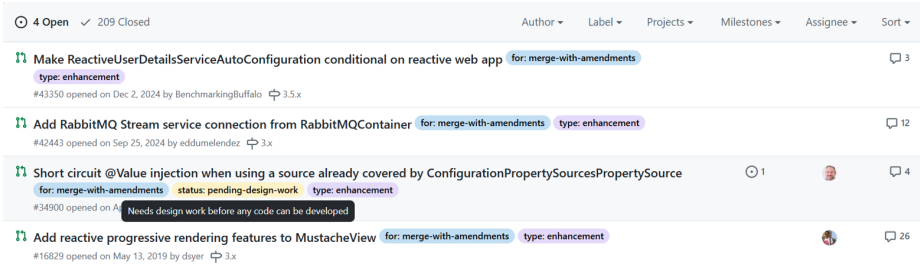 4 Open 209 Closed Author Label Projects Milestones Assignee Sort
Make ReactiveUserDetailsServiceAutoConfiguration conditional on reactive web app for: merge-with-amendments 3
type: enhancement
#43350 opened on Dec 2, 2024 by BenchmarkingBuffalo 3.5.x
Add RabbitMQ Stream service connection from RabbitMQContainer for: merge-with-amendments type: enhancement 12
#42443 opened on Sep 25, 2024 by eddumelendez 3.x
Short circuit @Value injection when using a source already covered by ConfigurationPropertySourcesPropertySource 1 4
for: merge-with-amendments status: pending-design-work type: enhancement
#34900 opened on Ap
Needs design work before any code can be developed
Add reactive progressive rendering features to MustacheView for: merge-with-amendments type: enhancement 26
#16829 opened on May 13, 2019 by dsyer 3.x